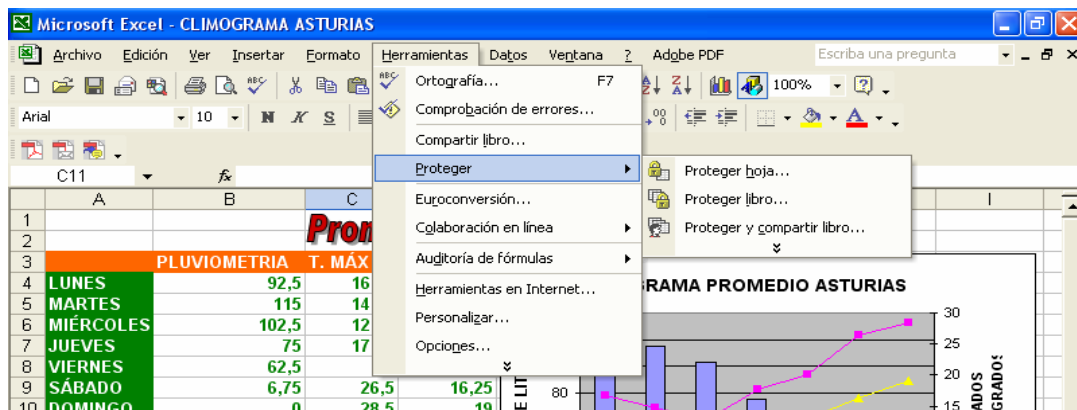 Microsoft Excel - CLIMOGRAMA ASTURIAS
Archivo Edición Ver Insertar Formato Herramientas Datos Ventana ? Adobe PDF Escriba una pregunta
100%
Arial 10 N K S
C11 fx
Ortografía... F7
Comprobación de errores...
Compartir libro...
Proteger
Euroconversión...
Colaboración en línea
Auditoría de fórmulas
Herramientas en Internet...
Personalizar...
Opciones...
Proteger hoja...
Proteger libro...
Proteger y compartir libro...
A B C I
1
2 Pron
3 PLUVIOMETRIA T. MÁX
4 LUNES 92,5 16
5 MARTES 115 14
6 MIÉRCOLES 102,5 12
7 JUEVES 75 17
8 VIERNES 62,5
9 SÁBADO 6,75 26,5 16,25
10 DOMINGO 0 28,5 19
RAMA PROMEDIO ASTURIAS
30
25
20
15
80
E LIT
ADOS
GRADOS